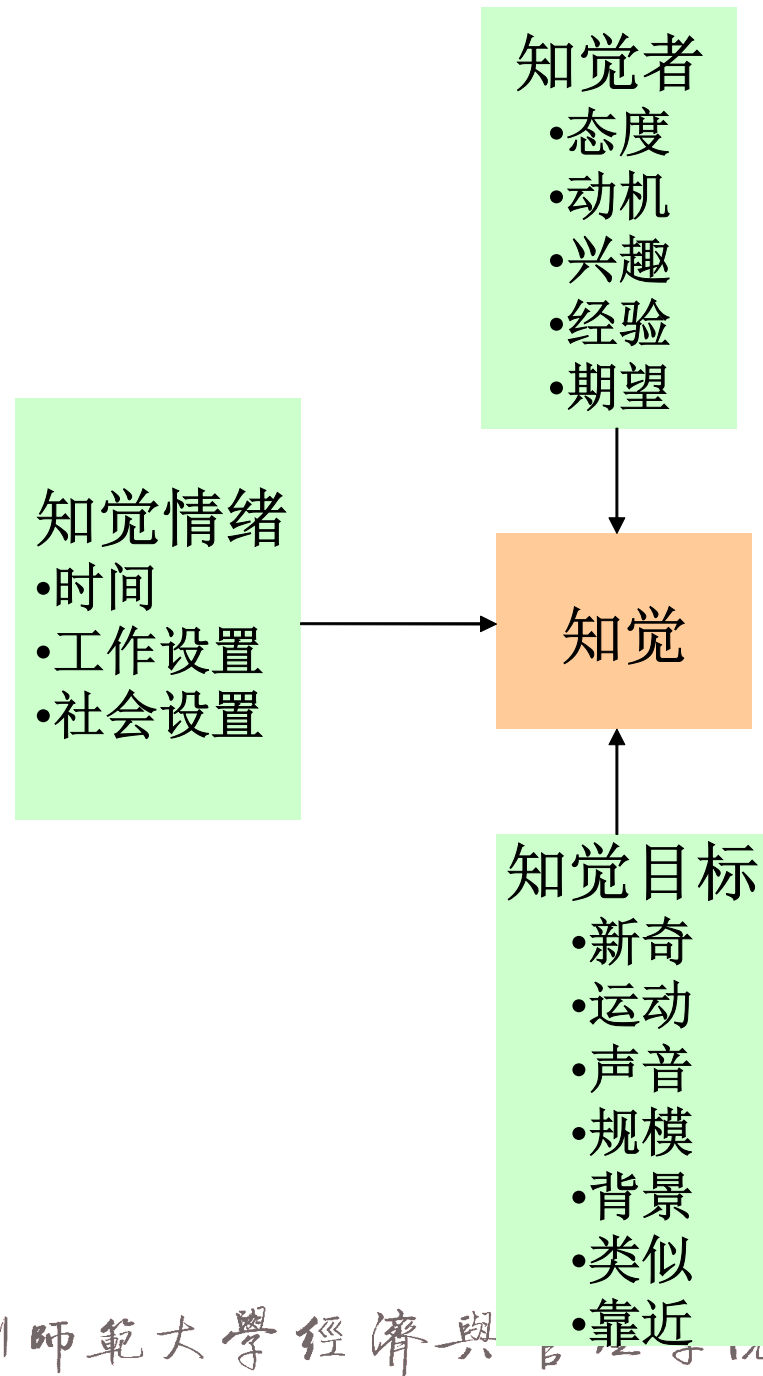 知觉者
•态度
•动机
•兴趣
•经验
•期望
知觉情绪
•时间
•工作设置
•社会设置
知觉
知觉目标
•新奇
•运动
•声音
•规模
•背景
•类似
•靠近
師範大學經濟與